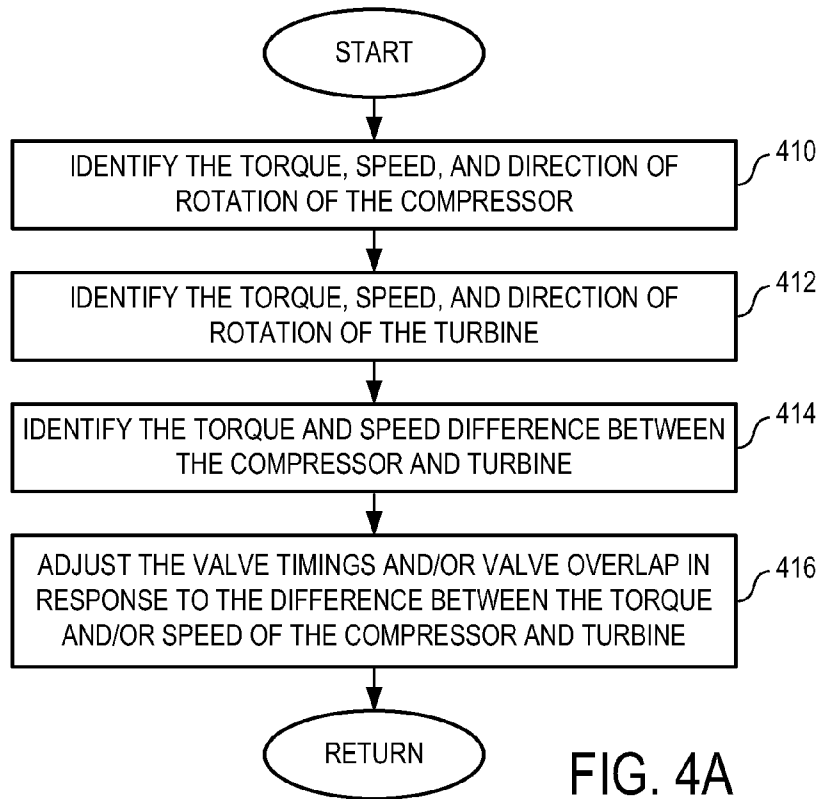 START
IDENTIFY THE TORQUE, SPEED, AND DIRECTION OF
ROTATION OF THE COMPRESSOR
410
IDENTIFY THE TORQUE, SPEED, AND DIRECTION OF
ROTATION OF THE TURBINE
412
IDENTIFY THE TORQUE AND SPEED DIFFERENCE BETWEEN
THE COMPRESSOR AND TURBINE
414
ADJUST THE VALVE TIMINGS AND/OR VALVE OVERLAP IN
RESPONSE TO THE DIFFERENCE BETWEEN THE TORQUE
AND/OR SPEED OF THE COMPRESSOR AND TURBINE
416
RETURN
FIG. 4A